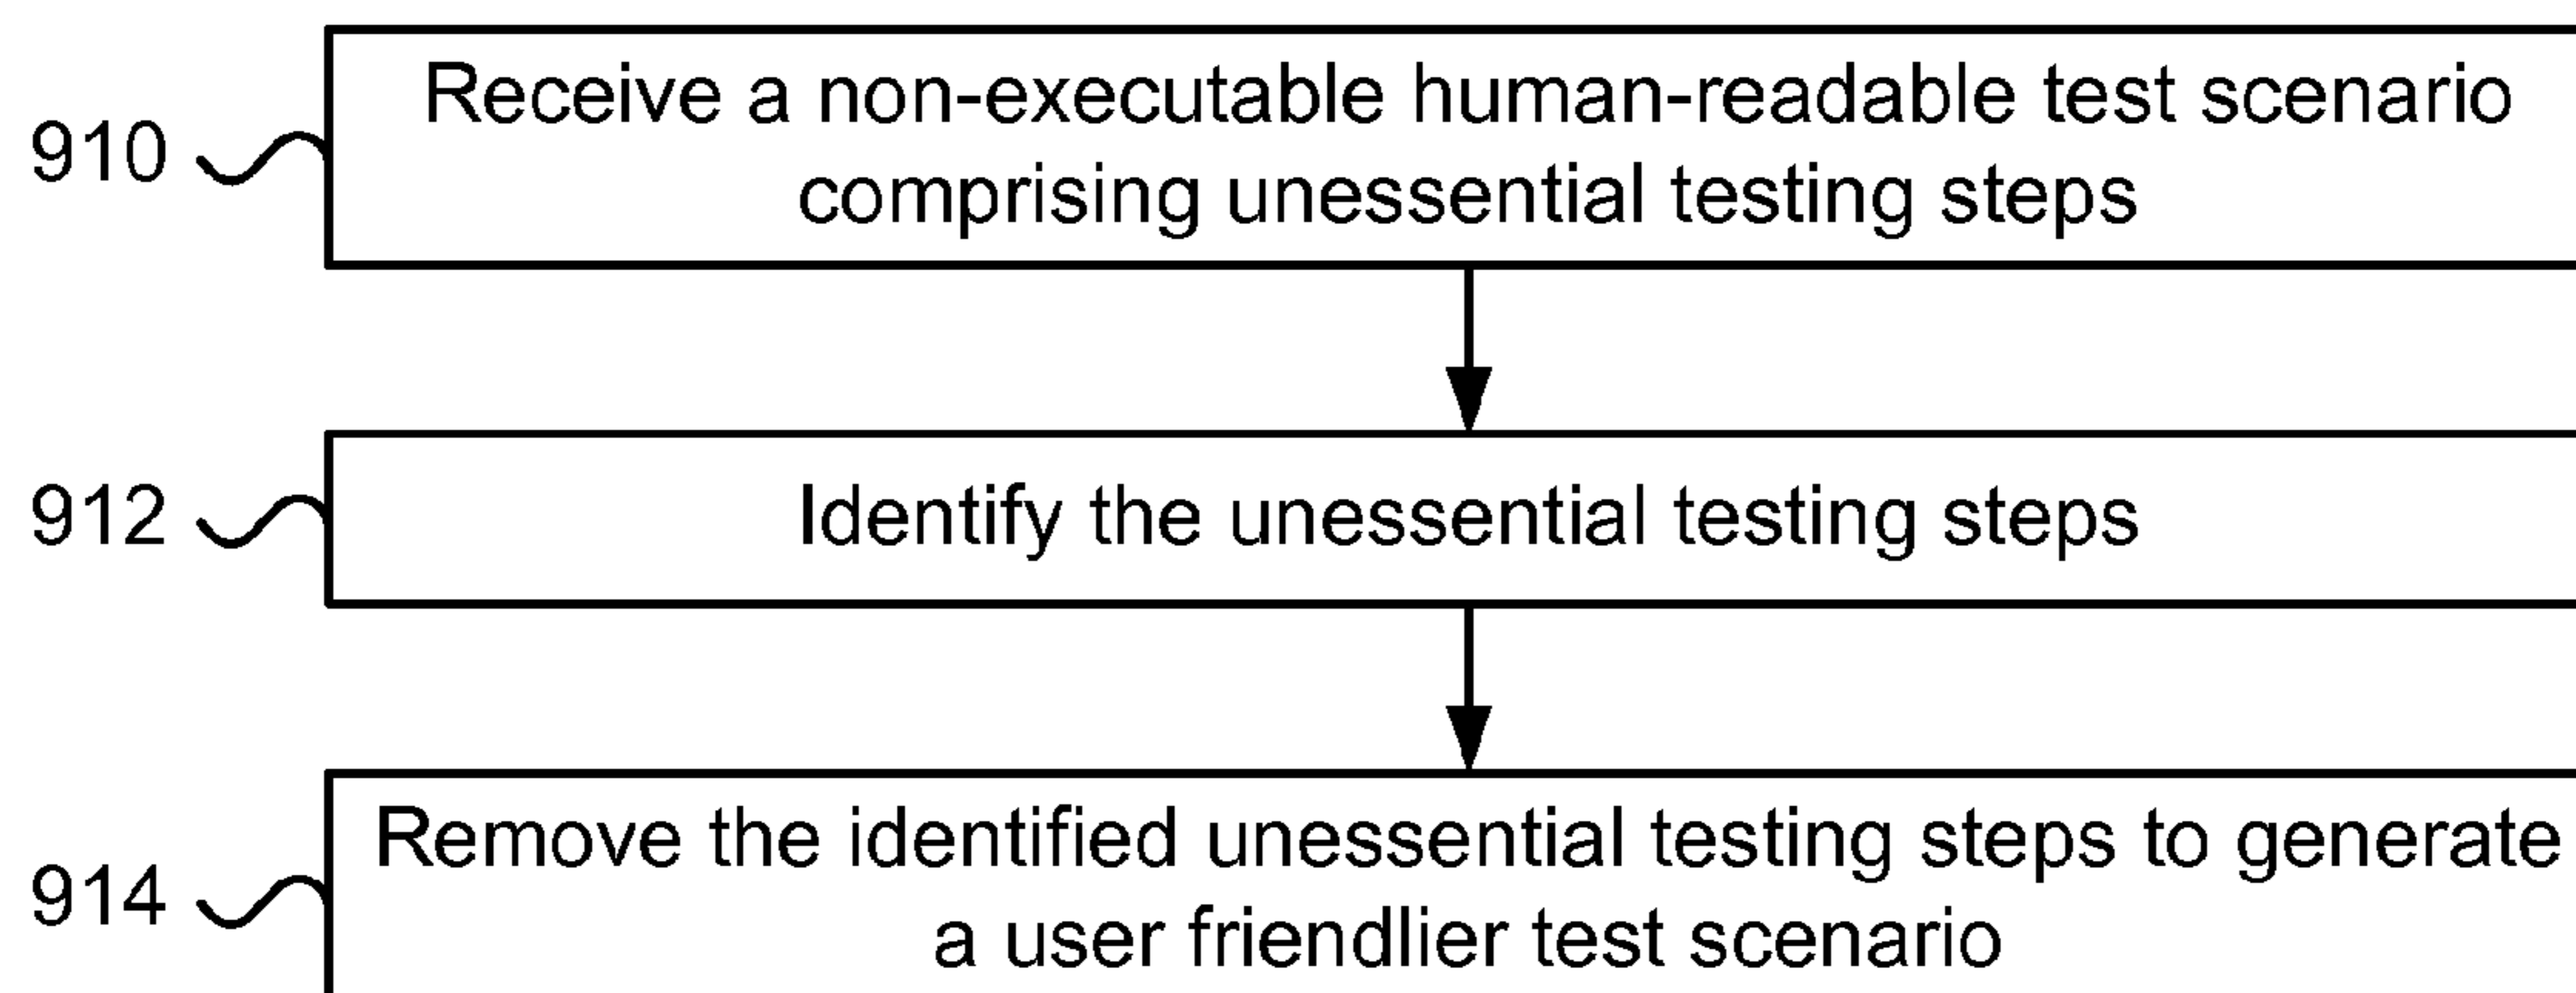 910
Receive a non-executable human-readable test scenario
comprising unessential testing steps
912
Identify the unessential testing steps
914
Remove the identified unessential testing steps to generate
a user friendlier test scenario